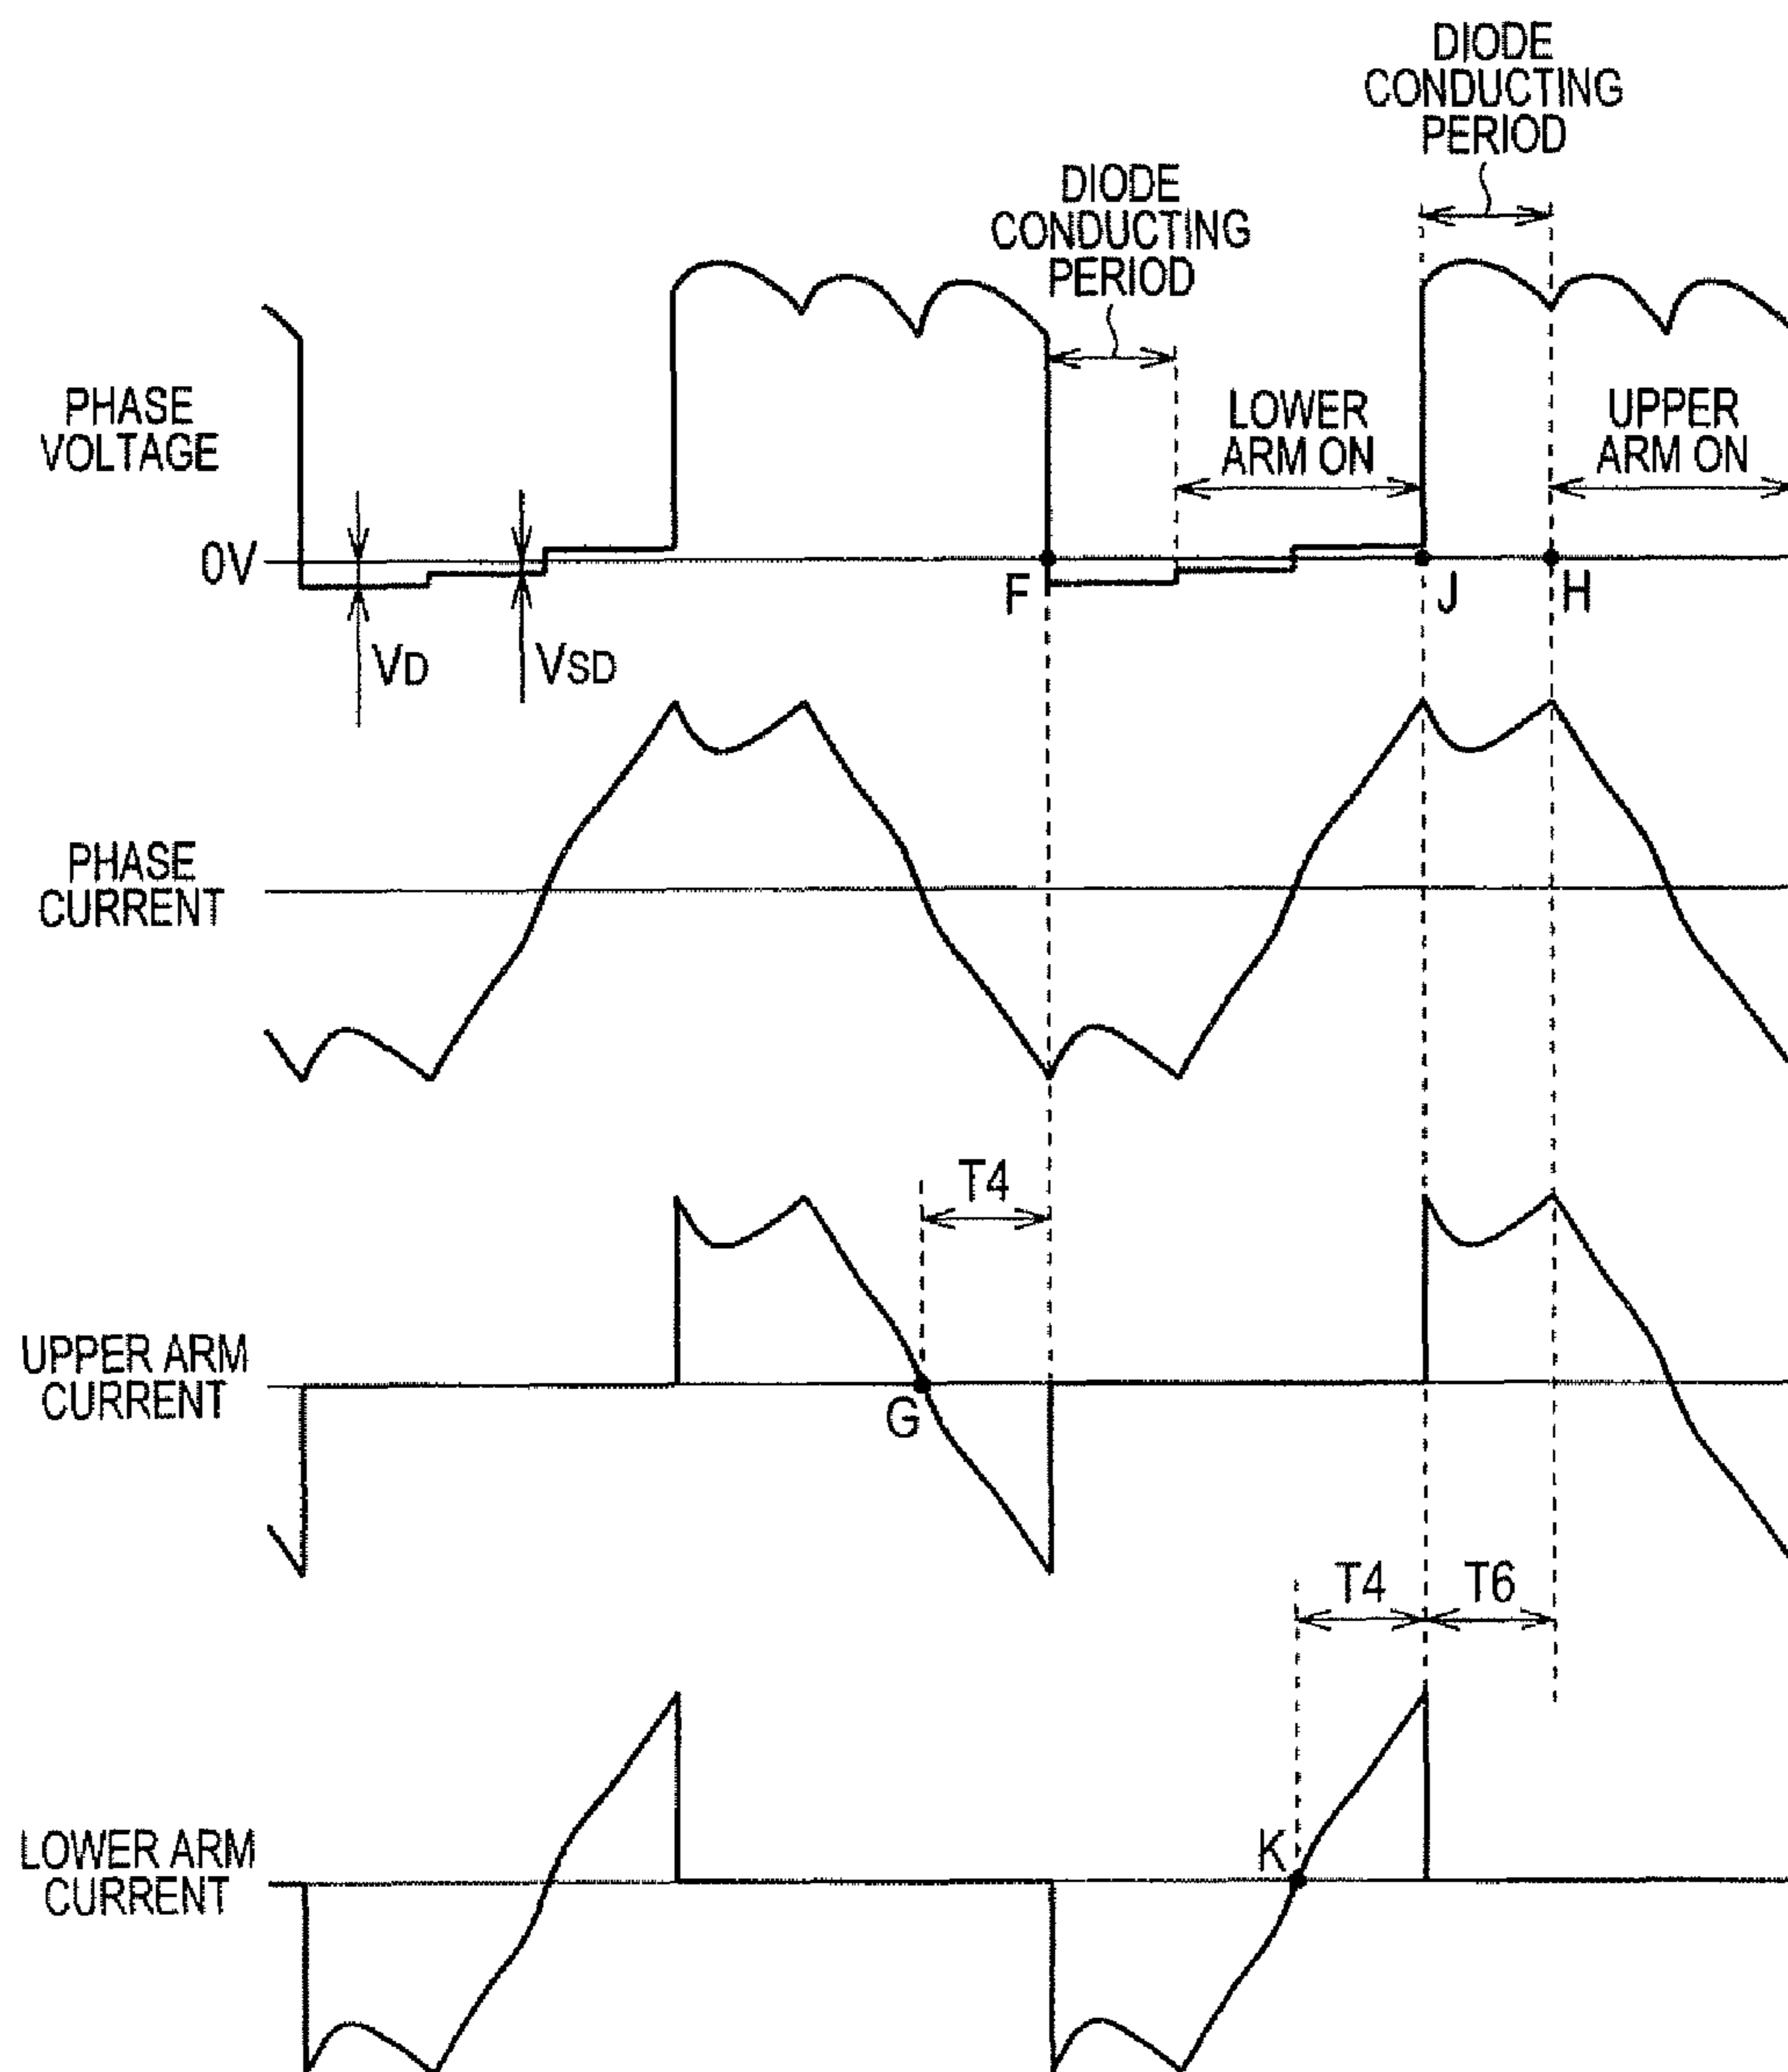 DIODE
CONDUCTING
PERIOD
DIODE
CONDUCTING
PERIOD
PHASE
VOLTAGE
LOWER
ARM ON
UPPER
ARM ON
0V
F
J
H
VD
VSD
PHASE
CURRENT
T4
UPPER ARM
CURRENT
G
T4
T6
K
LOWER ARM
CURRENT